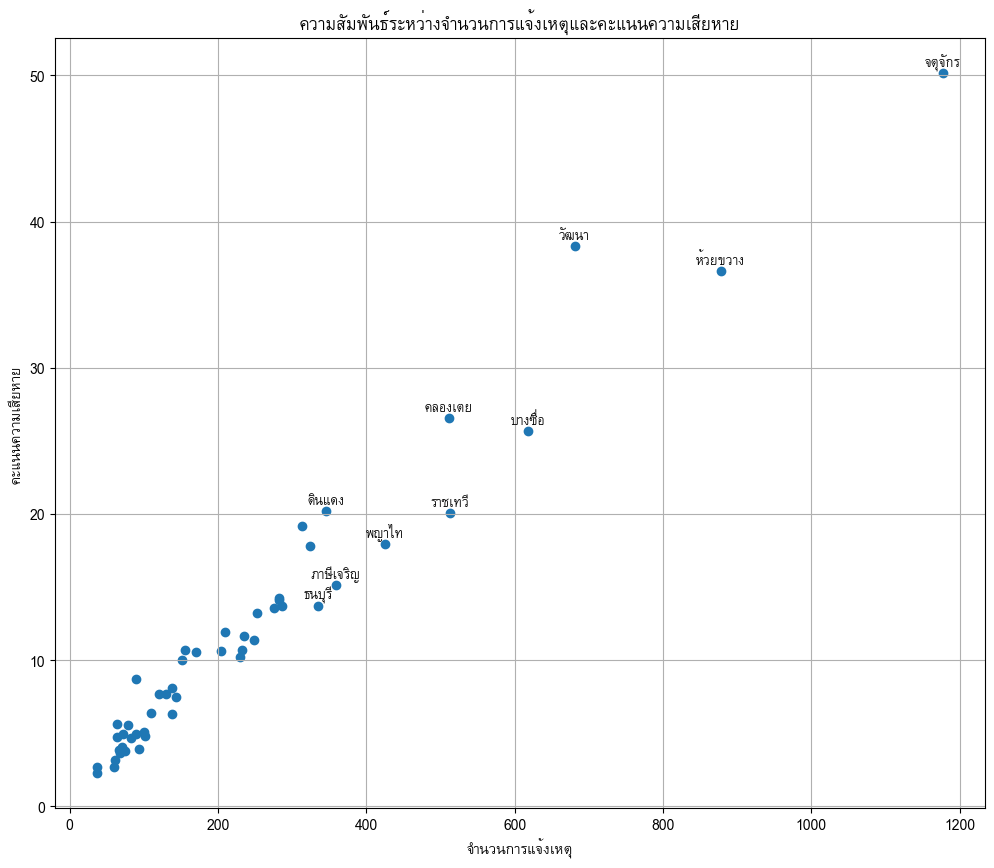 ความสัมพันธ์ระหว่างจำนวนการแจ้งเหตุและคะแนนความเสียหาย
จตุจักร
50
วัฒนา
40
ห้วยขวาง
30
คลองเตย
บางซื่อ
คะแนนความเสียหาย
ดินแดง
ราชเทวี
20
พญาไท
ภาษีเจริญ
ธนบุรี
10
0
0 200 400 600 800 1000 1200
จำนวนการแจ้งเหตุ